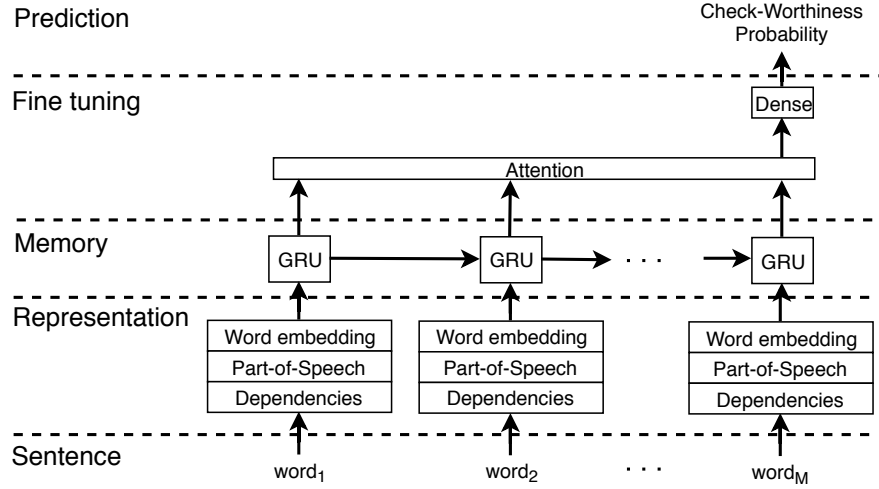 Prediction
Check-Worthiness
Probability
Fine tuning
Dense
Attention
Memory
GRU GRU . . . GRU
Representation
Word embedding Word embedding Word embedding
Part-of-Speech Part-of-Speech Part-of-Speech
Dependencies Dependencies Dependencies
Sentence
word₁ word₂ . . . word_M